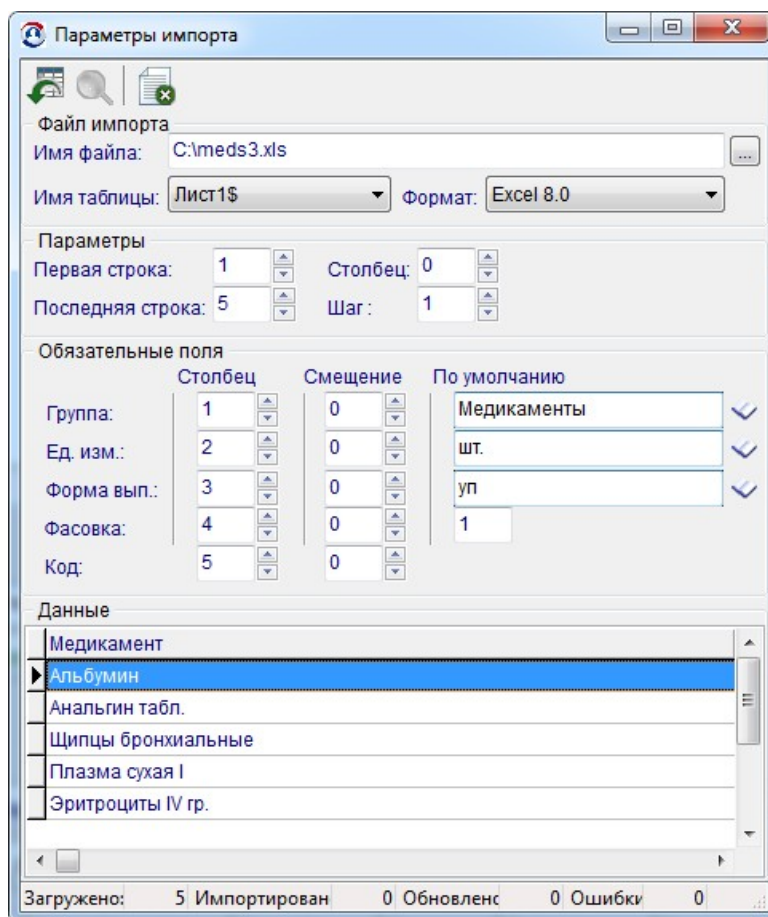 Параметры импорта
Файл импорта
Имя файла: C:\meds3.xls ...
Имя таблицы: Лист1$ Формат: Excel 8.0
Параметры
Первая строка: 1 Столбец: 0
Последняя строка: 5 Шаг : 1
Обязательные поля
Столбец Смещение По умолчанию
Группа: 1 0 Медикаменты
Ед. изм.: 2 0 шт.
Форма вып.: 3 0 уп
Фасовка: 4 0 1
Код: 5 0
Данные
Медикамент
Альбумин
Анальгин табл.
Щипцы бронхиальные
Плазма сухая I
Эритроциты IV гр.
Загружено: 5 Импортирован 0 Обновленс 0 Ошибки 0